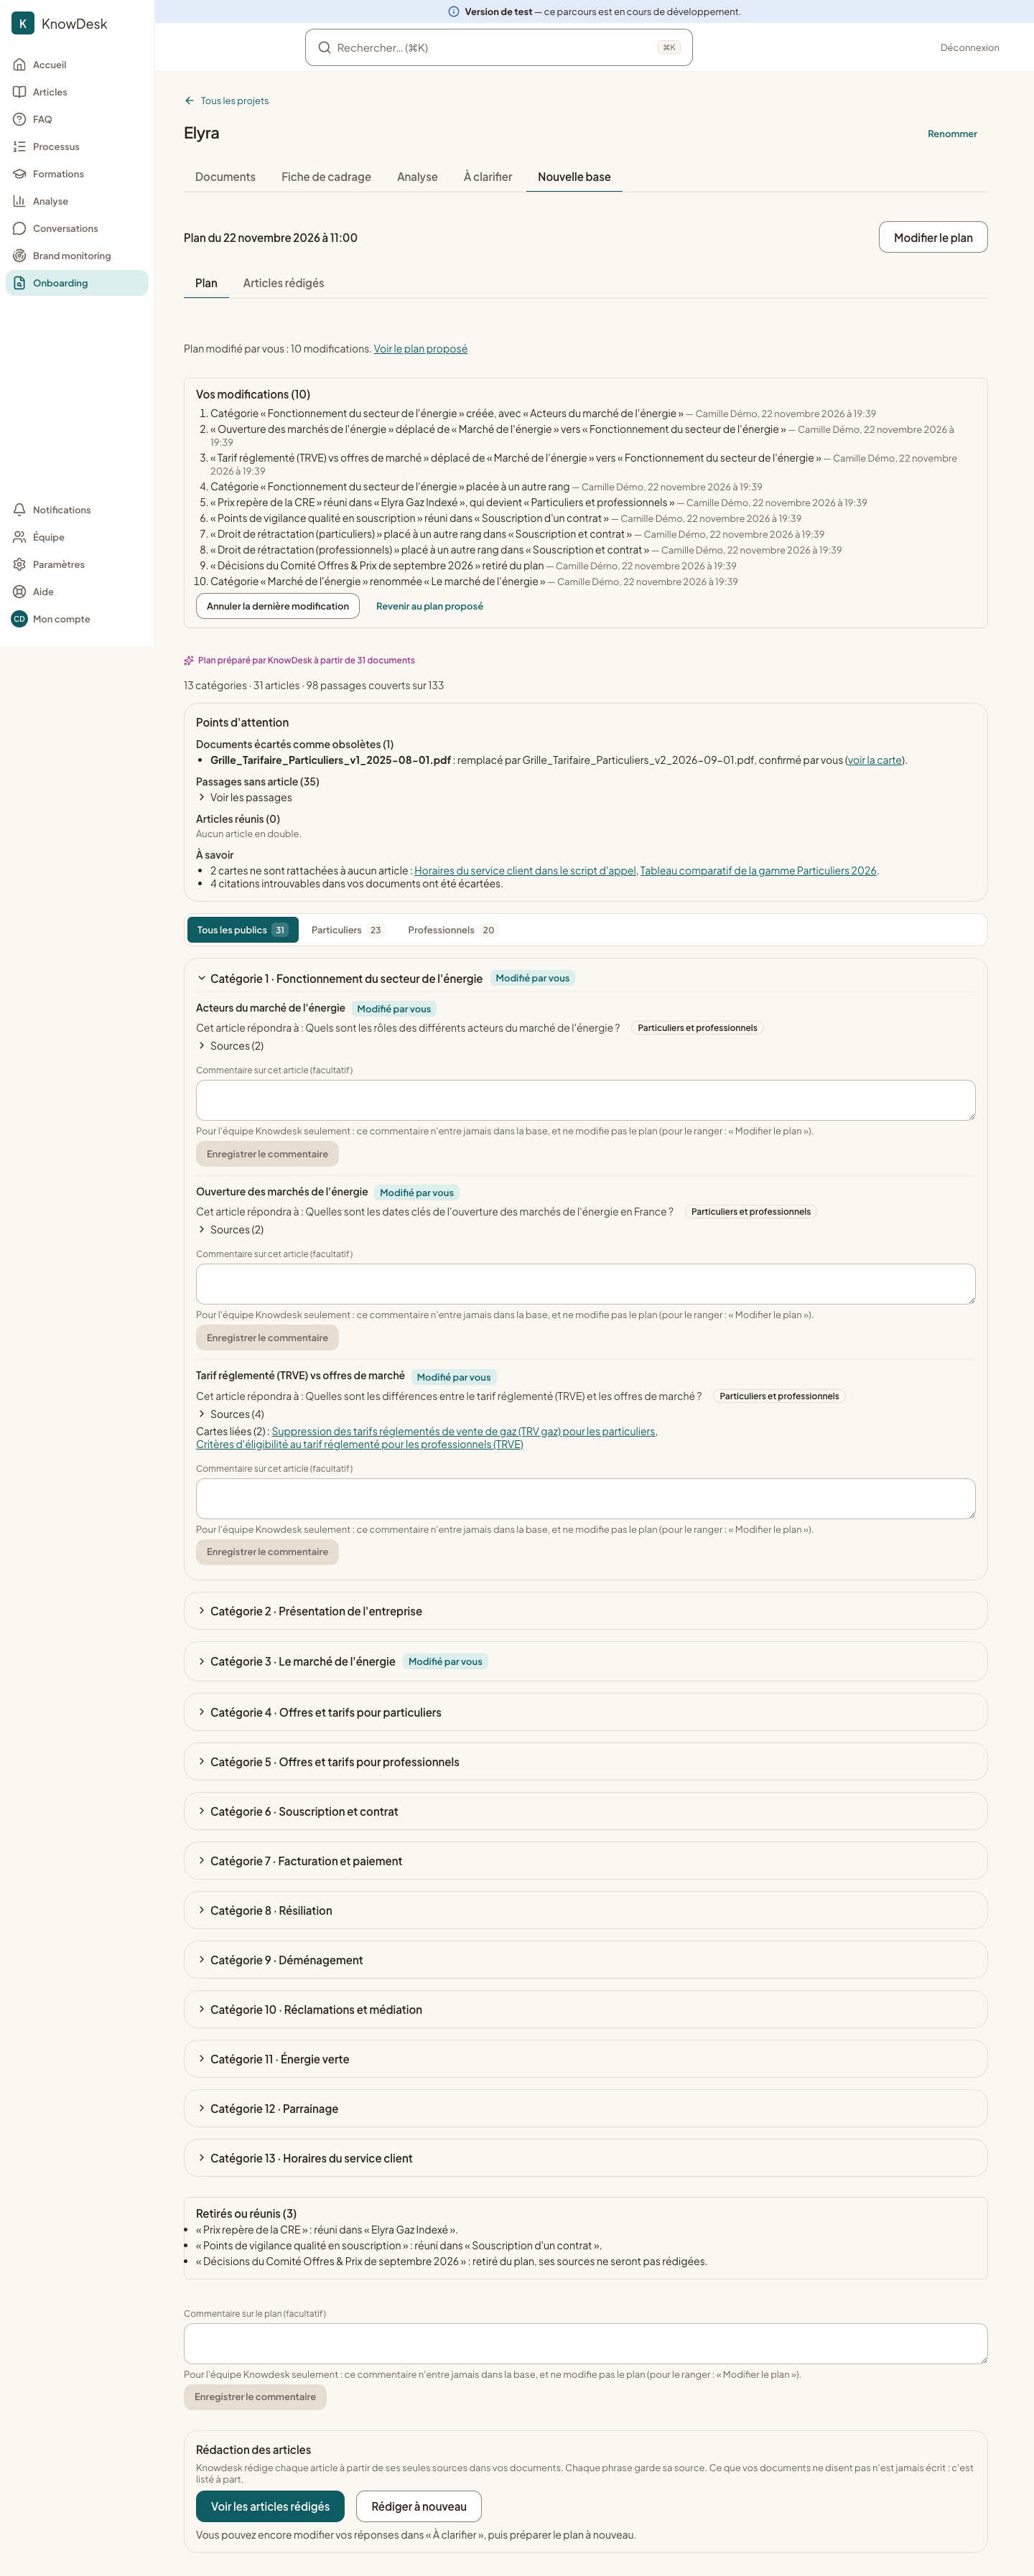 K KnowDesk
Accueil
Articles
FAQ
Processus
Formations
Analyse
Conversations
Brand monitoring
Onboarding
Notifications
Équipe
Paramètres
Aide
CD Mon compte
Version de test — ce parcours est en cours de développement.
Rechercher... (⌘K) ⌘K
Déconnexion
Tous les projets
Elyra
Renommer
Documents Fiche de cadrage Analyse À clarifier Nouvelle base
Plan du 22 novembre 2026 à 11:00
Modifier le plan
Plan Articles rédigés
Plan modifié par vous : 10 modifications. Voir le plan proposé
Vos modifications (10)
1. Catégorie « Fonctionnement du secteur de l'énergie » créée, avec « Acteurs du marché de l'énergie » — Camille Démo, 22 novembre 2026 à 19:39
2. « Ouverture des marchés de l'énergie » déplacé de « Marché de l'énergie » vers « Fonctionnement du secteur de l'énergie » — Camille Démo, 22 novembre 2026 à
19:39
3. « Tarif réglementé (TRVE) vs offres de marché » déplacé de « Marché de l'énergie » vers « Fonctionnement du secteur de l'énergie » — Camille Démo, 22 novembre
2026 à 19:39
4. Catégorie « Fonctionnement du secteur de l'énergie » placée à un autre rang — Camille Démo, 22 novembre 2026 à 19:39
5. « Prix repère de la CRE » réuni dans « Elyra Gaz Indexé », qui devient « Particuliers et professionnels » — Camille Démo, 22 novembre 2026 à 19:39
6. « Points de vigilance qualité en souscription » réuni dans « Souscription d'un contrat » — Camille Démo, 22 novembre 2026 à 19:39
7. « Droit de rétractation (particuliers) » placé à un autre rang dans « Souscription et contrat » — Camille Démo, 22 novembre 2026 à 19:39
8. « Droit de rétractation (professionnels) » placé à un autre rang dans « Souscription et contrat » — Camille Démo, 22 novembre 2026 à 19:39
9. « Décisions du Comité Offres & Prix de septembre 2026 » retiré du plan — Camille Démo, 22 novembre 2026 à 19:39
10. Catégorie « Marché de l'énergie » renommée « Le marché de l'énergie » — Camille Démo, 22 novembre 2026 à 19:39
Annuler la dernière modification Revenir au plan proposé
Plan préparé par KnowDesk à partir de 31 documents
13 catégories · 31 articles · 98 passages couverts sur 133
Points d'attention
Documents écartés comme obsolètes (1)
• Grille_Tarifaire_Particuliers_v1_2025-08-01.pdf : remplacé par Grille_Tarifaire_Particuliers_v2_2026-09-01.pdf, confirmé par vous (voir la carte).
Passages sans article (35)
Voir les passages
Articles réunis (0)
Aucun article en double.
À savoir
• 2 cartes ne sont rattachées à aucun article : Horaires du service client dans le script d'appel, Tableau comparatif de la gamme Particuliers 2026.
• 4 citations introuvables dans vos documents ont été écartées.
Tous les publics 31 Particuliers 23 Professionnels 20
Catégorie 1 · Fonctionnement du secteur de l'énergie Modifié par vous
Acteurs du marché de l'énergie Modifié par vous
Cet article répondra à : Quels sont les rôles des différents acteurs du marché de l'énergie ? Particuliers et professionnels
Sources (2)
Commentaire sur cet article (facultatif)
Pour l'équipe Knowdesk seulement : ce commentaire n'entre jamais dans la base, et ne modifie pas le plan (pour le ranger : « Modifier le plan »).
Enregistrer le commentaire
Ouverture des marchés de l'énergie Modifié par vous
Cet article répondra à : Quelles sont les dates clés de l'ouverture des marchés de l'énergie en France ? Particuliers et professionnels
Sources (2)
Commentaire sur cet article (facultatif)
Pour l'équipe Knowdesk seulement : ce commentaire n'entre jamais dans la base, et ne modifie pas le plan (pour le ranger : « Modifier le plan »).
Enregistrer le commentaire
Tarif réglementé (TRVE) vs offres de marché Modifié par vous
Cet article répondra à : Quelles sont les différences entre le tarif réglementé (TRVE) et les offres de marché ? Particuliers et professionnels
Sources (4)
Cartes liées (2) : Suppression des tarifs réglementés de vente de gaz (TRV gaz) pour les particuliers,
Critères d'éligibilité au tarif réglementé pour les professionnels (TRVE)
Commentaire sur cet article (facultatif)
Pour l'équipe Knowdesk seulement : ce commentaire n'entre jamais dans la base, et ne modifie pas le plan (pour le ranger : « Modifier le plan »).
Enregistrer le commentaire
Catégorie 2 · Présentation de l'entreprise
Catégorie 3 · Le marché de l'énergie Modifié par vous
Catégorie 4 · Offres et tarifs pour particuliers
Catégorie 5 · Offres et tarifs pour professionnels
Catégorie 6 · Souscription et contrat
Catégorie 7 · Facturation et paiement
Catégorie 8 · Résiliation
Catégorie 9 · Déménagement
Catégorie 10 · Réclamations et médiation
Catégorie 11 · Énergie verte
Catégorie 12 · Parrainage
Catégorie 13 · Horaires du service client
Retirés ou réunis (3)
• « Prix repère de la CRE » : réuni dans « Elyra Gaz Indexé ».
• « Points de vigilance qualité en souscription » : réuni dans « Souscription d'un contrat ».
• « Décisions du Comité Offres & Prix de septembre 2026 » : retiré du plan, ses sources ne seront pas rédigées.
Commentaire sur le plan (facultatif)
Pour l'équipe Knowdesk seulement : ce commentaire n'entre jamais dans la base, et ne modifie pas le plan (pour le ranger : « Modifier le plan »).
Enregistrer le commentaire
Rédaction des articles
Knowdesk rédige chaque article à partir de ses seules sources dans vos documents. Chaque phrase garde sa source. Ce que vos documents ne disent pas n'est jamais écrit : c'est
listé à part.
Voir les articles rédigés Rédiger à nouveau
Vous pouvez encore modifier vos réponses dans « À clarifier », puis préparer le plan à nouveau.